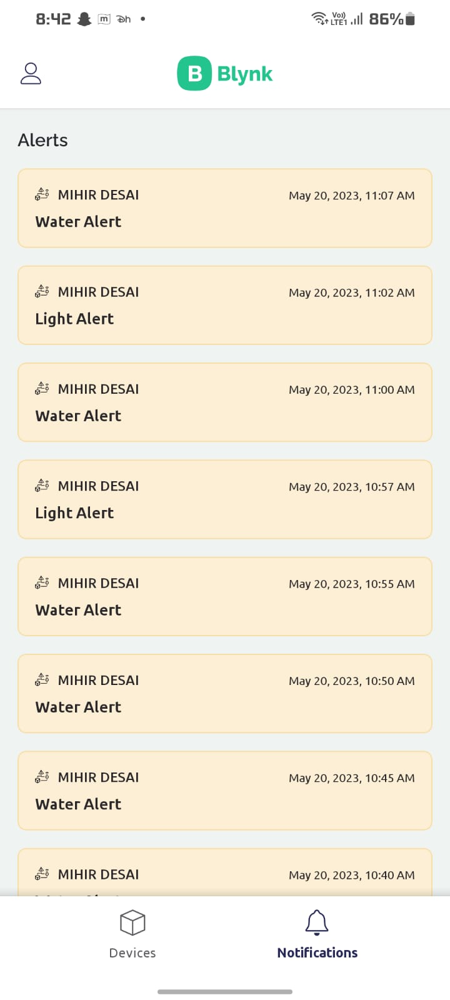 8:42 m Dh • Vo)) LTE1 86%
B Blynk
Alerts
MIHIR DESAI May 20, 2023, 11:07 AM
Water Alert
MIHIR DESAI May 20, 2023, 11:02 AM
Light Alert
MIHIR DESAI May 20, 2023, 11:00 AM
Water Alert
MIHIR DESAI May 20, 2023, 10:57 AM
Light Alert
MIHIR DESAI May 20, 2023, 10:55 AM
Water Alert
MIHIR DESAI May 20, 2023, 10:50 AM
Water Alert
MIHIR DESAI May 20, 2023, 10:45 AM
Water Alert
MIHIR DESAI May 20, 2023, 10:40 AM
Devices Notifications